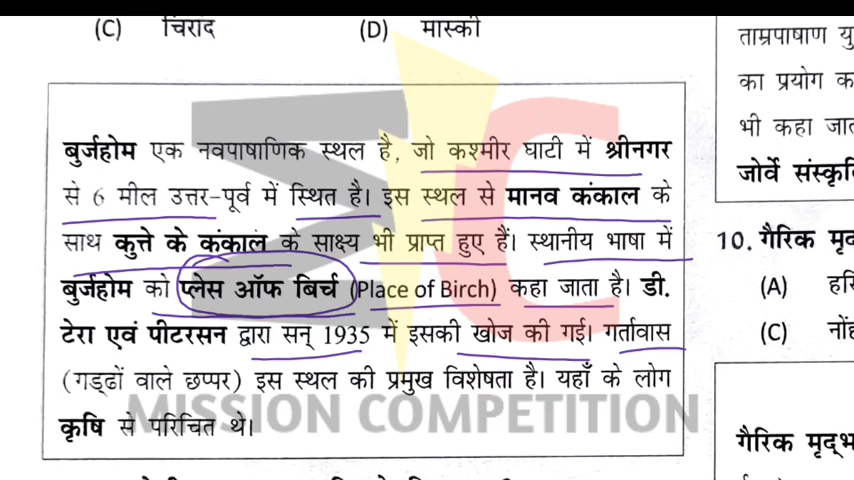 (C) चिरांद (D) मास्की
बुर्जहोम एक नवपाषाणिक स्थल है, जो कश्मीर घाटी में श्रीनगर
से 6 मील उत्तर-पूर्व में स्थित है। इस स्थल से मानव कंकाल के
साथ कुत्ते के कंकाल के साक्ष्य भी प्राप्त हुए हैं। स्थानीय भाषा में
बुर्जहोम को प्लेस ऑफ बिर्च (Place of Birch) कहा जाता है। डी.
टेरा एवं पीटरसन द्वारा सन् 1935 में इसकी खोज की गई। गर्तावास
(गड्ढों वाले छप्पर) इस स्थल की प्रमुख विशेषता है। यहाँ के लोग
कृषि से परिचित थे।
MISSION COMPETITION
ताम्रपाषाण यु
का प्रयोग क
भी कहा जात
जोर्वे संस्कृति
10. गैरिक मृद
(A) हरि
(C) नोंह
गैरिक मृद्भ